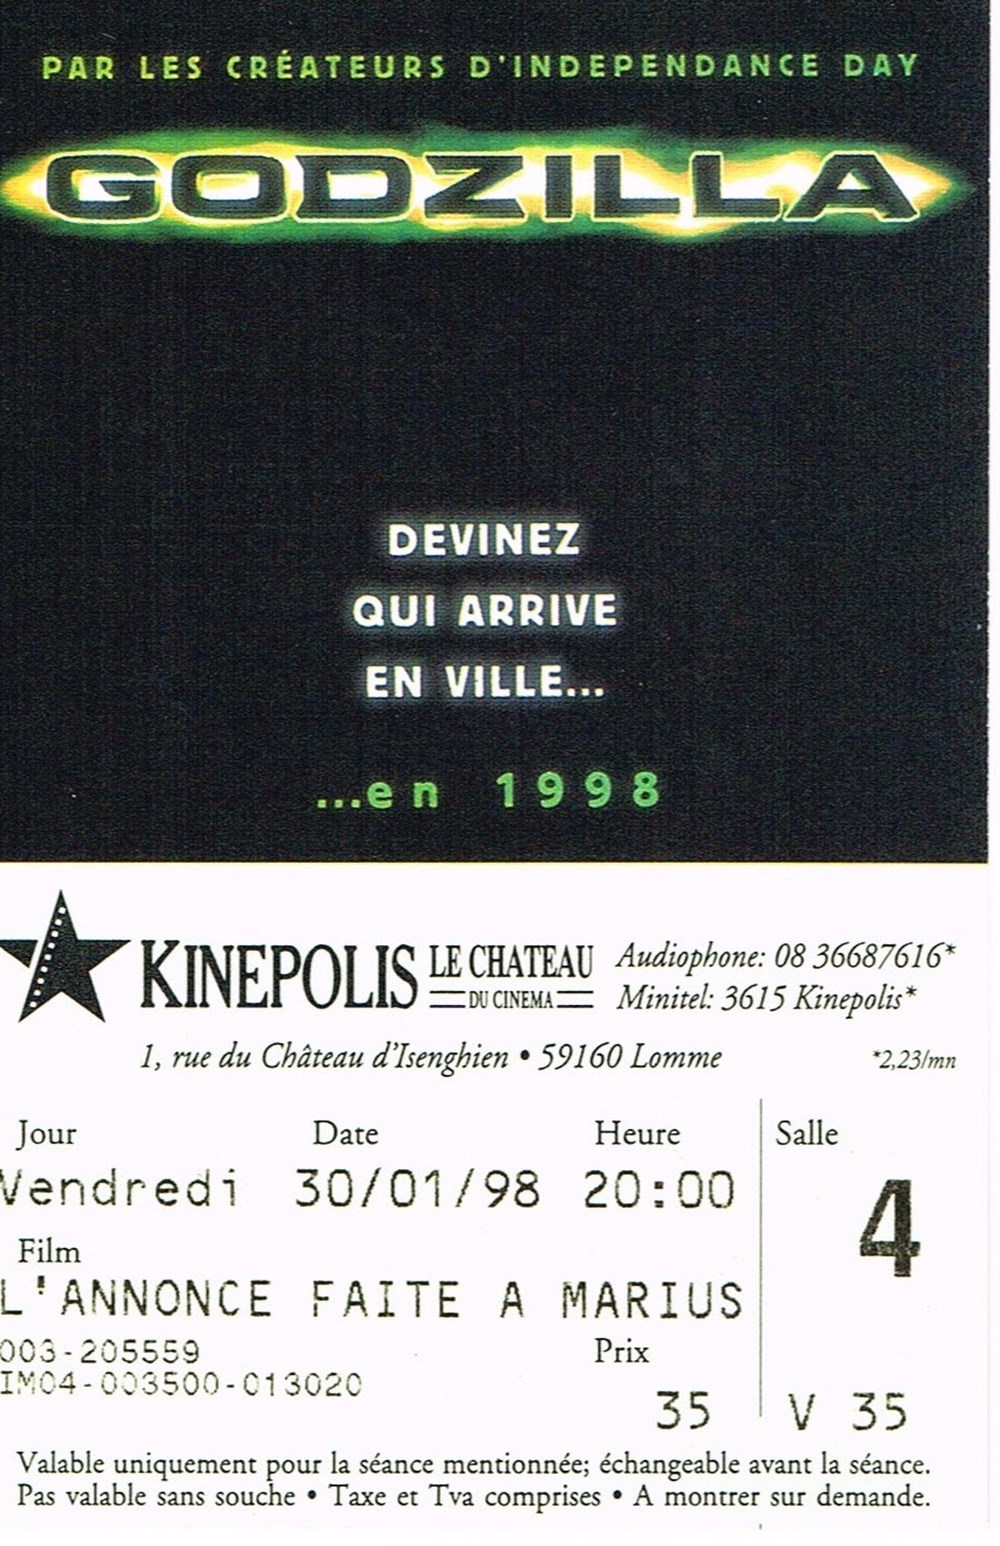 PAR LES CRÉATEURS D'INDEPENDANCE DAY
GODZILLA
DEVINEZ
QUI ARRIVE
EN VILLE...
...en 1998
KINEPOLIS LE CHATEAU DU CINEMA
Audiophone: 08 36687616*
Minitel: 3615 Kinepolis*
1, rue du Château d'Isenghien • 59160 Lomme *2,23/mn
Jour Date Heure Salle
Vendredi 30/01/98 20:00 4
Film
L'ANNONCE FAITE A MARIUS
003-205559 Prix
IM04-003500-013020
35 V 35
Valable uniquement pour la séance mentionnée; échangeable avant la séance.
Pas valable sans souche • Taxe et Tva comprises • A montrer sur demande.